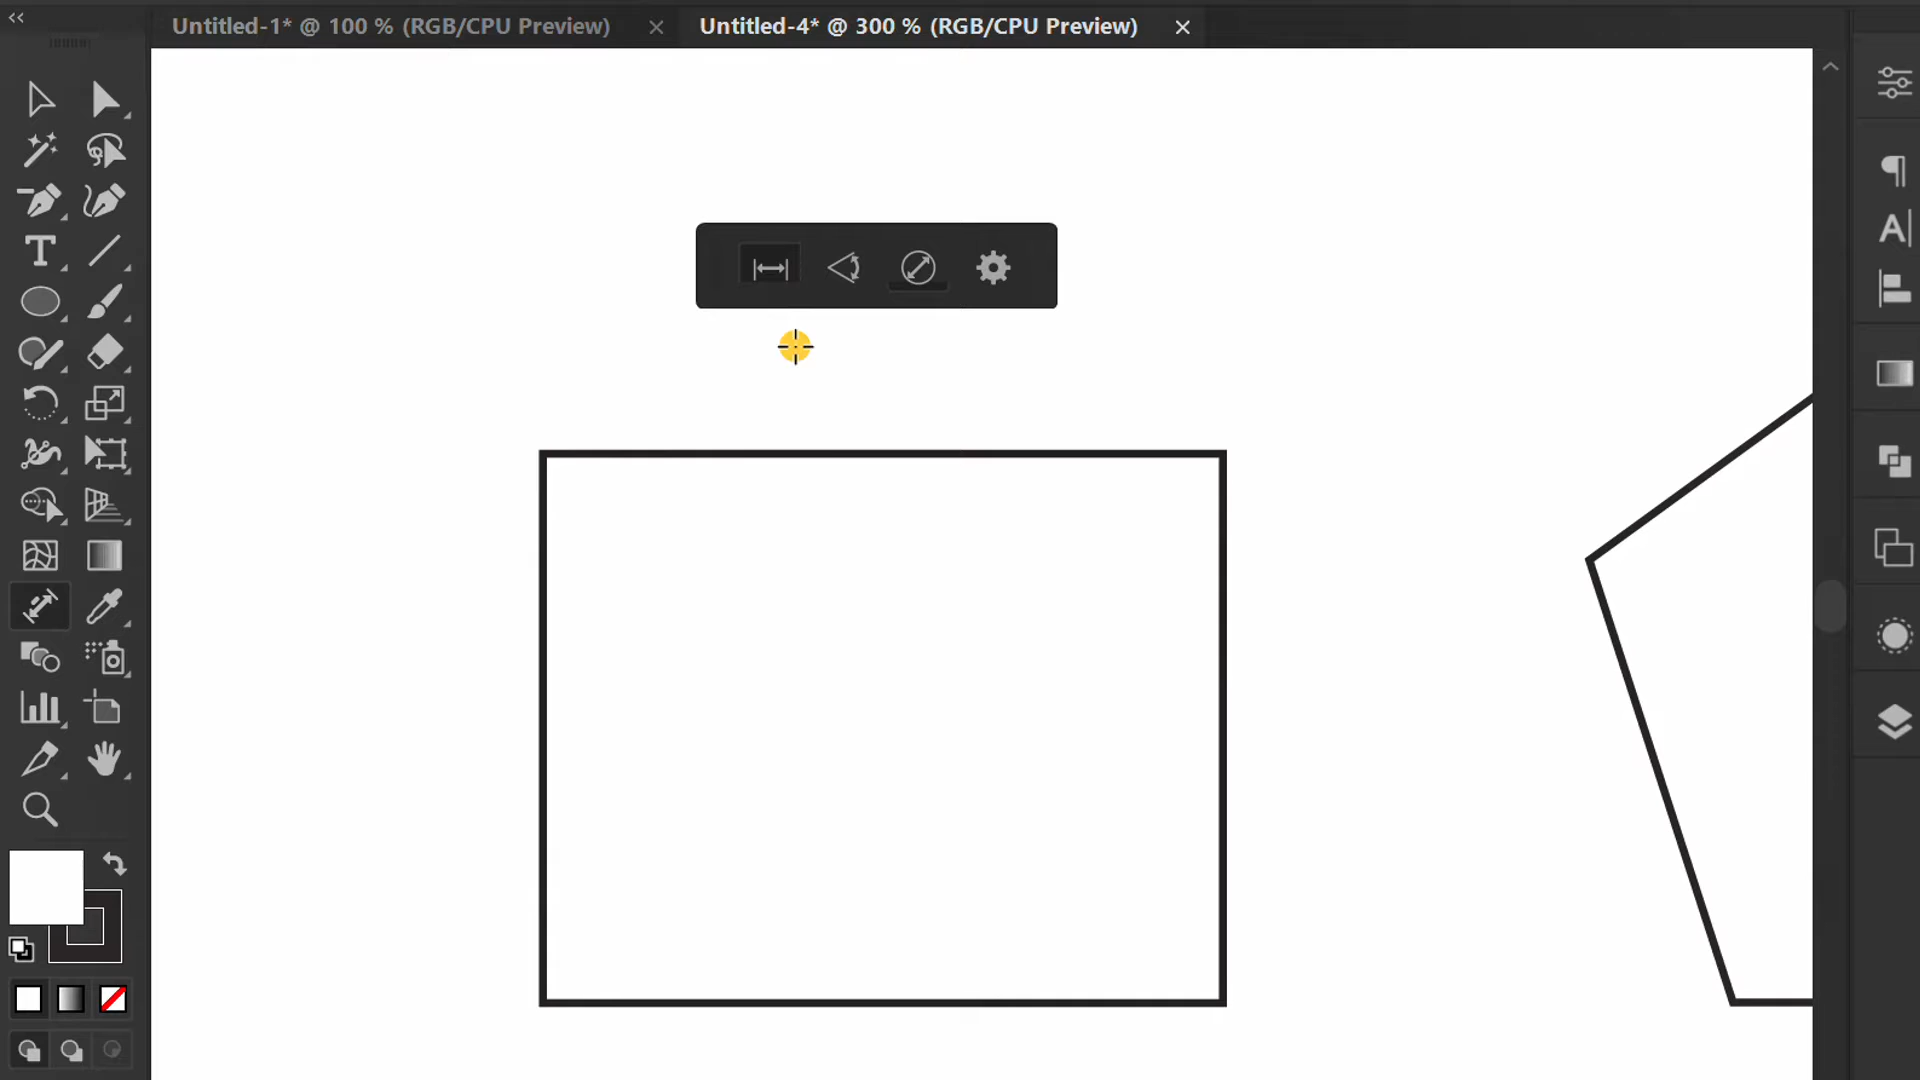 Untitled-1* @ 100 % (RGB/CPU Preview)
Untitled-4* @ 300 % (RGB/CPU Preview)